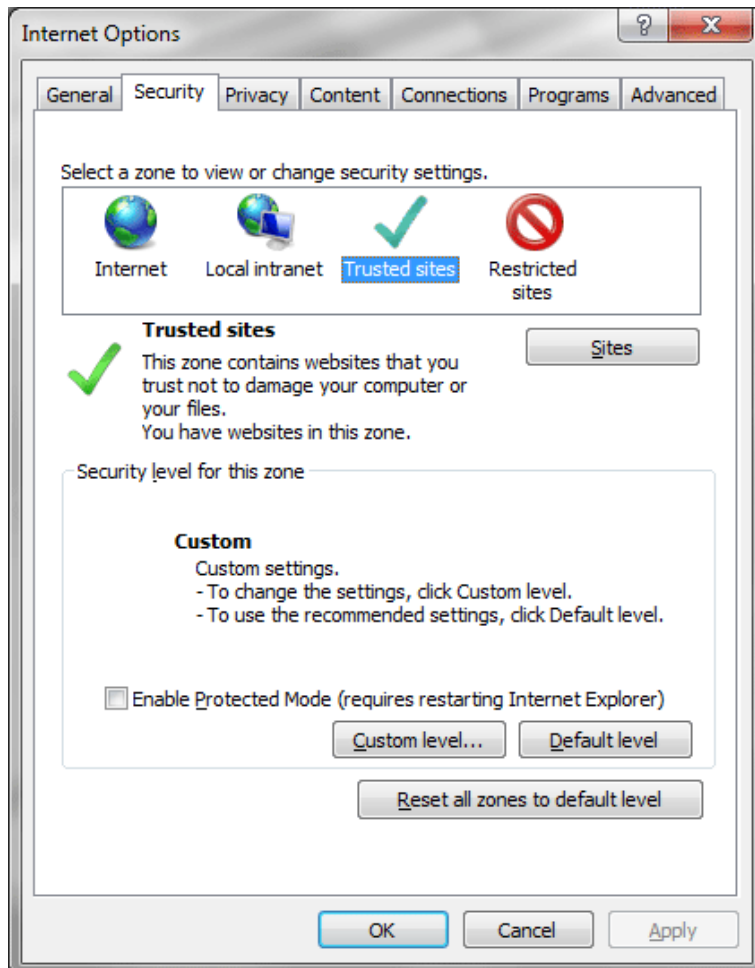 Internet Options
General Security Privacy Content Connections Programs Advanced
Select a zone to view or change security settings.
Internet Local intranet Trusted sites Restricted
sites
Trusted sites
Sites
This zone contains websites that you
trust not to damage your computer or
your files.
You have websites in this zone.
Security level for this zone
Custom
Custom settings.
- To change the settings, click Custom level.
- To use the recommended settings, click Default level.
Enable Protected Mode (requires restarting Internet Explorer)
Custom level... Default level
Reset all zones to default level
OK Cancel Apply